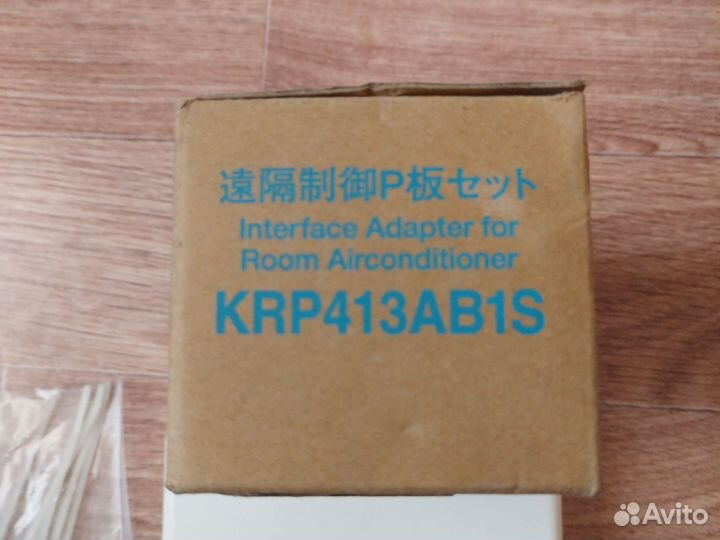 遠隔制御P板セット
Interface Adapter for
Room Airconditioner
KRP413AB1S
Avito